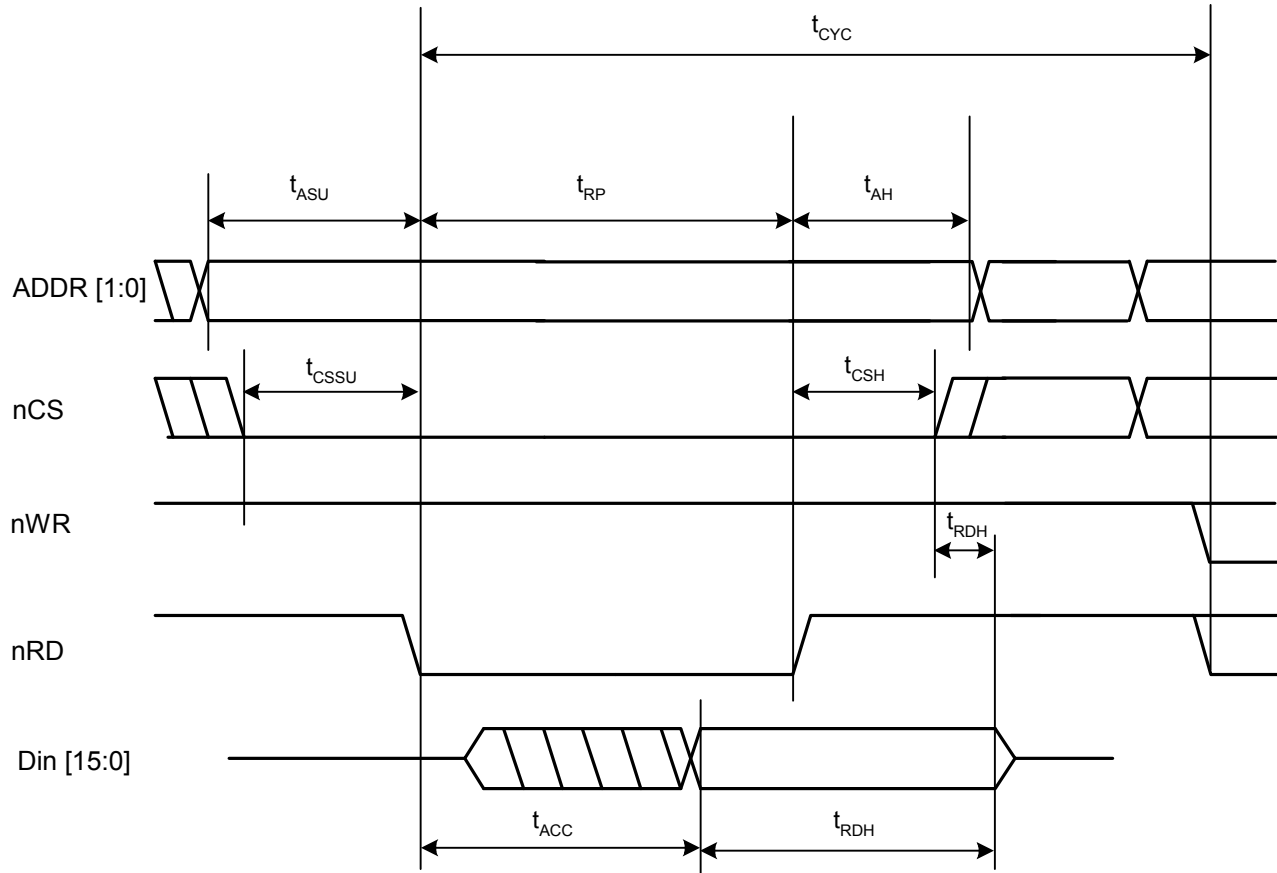 tCYC
tASU
tRP
tAH
ADDR [1:0]
tCSSU
tCSH
nCS
nWR
tRDH
nRD
Din [15:0]
tACC
tRDH